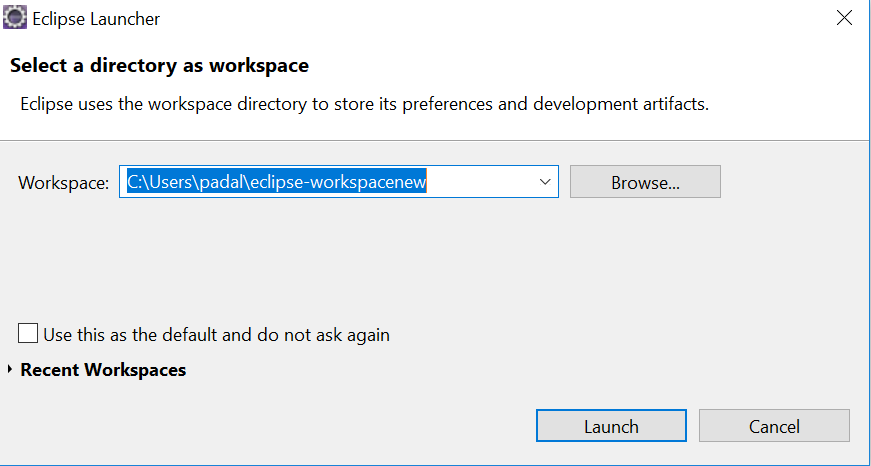 Eclipse Launcher
Select a directory as workspace
Eclipse uses the workspace directory to store its preferences and development artifacts.
Workspace: C:\Users\padal\eclipse-workspacenew Browse...
Use this as the default and do not ask again
Recent Workspaces
Launch Cancel